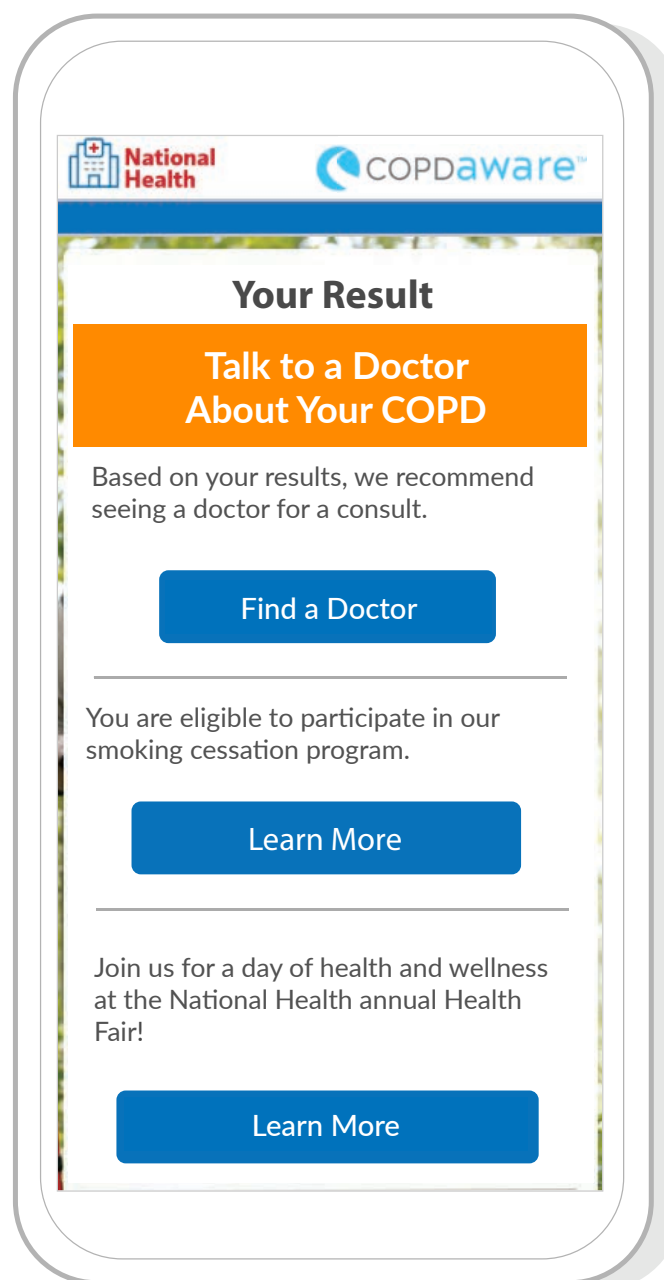 National
Health
COPDaware™
Your Result
Talk to a Doctor
About Your COPD
Based on your results, we recommend
seeing a doctor for a consult.
Find a Doctor
You are eligible to participate in our
smoking cessation program.
Learn More
Join us for a day of health and wellness
at the National Health annual Health
Fair!
Learn More